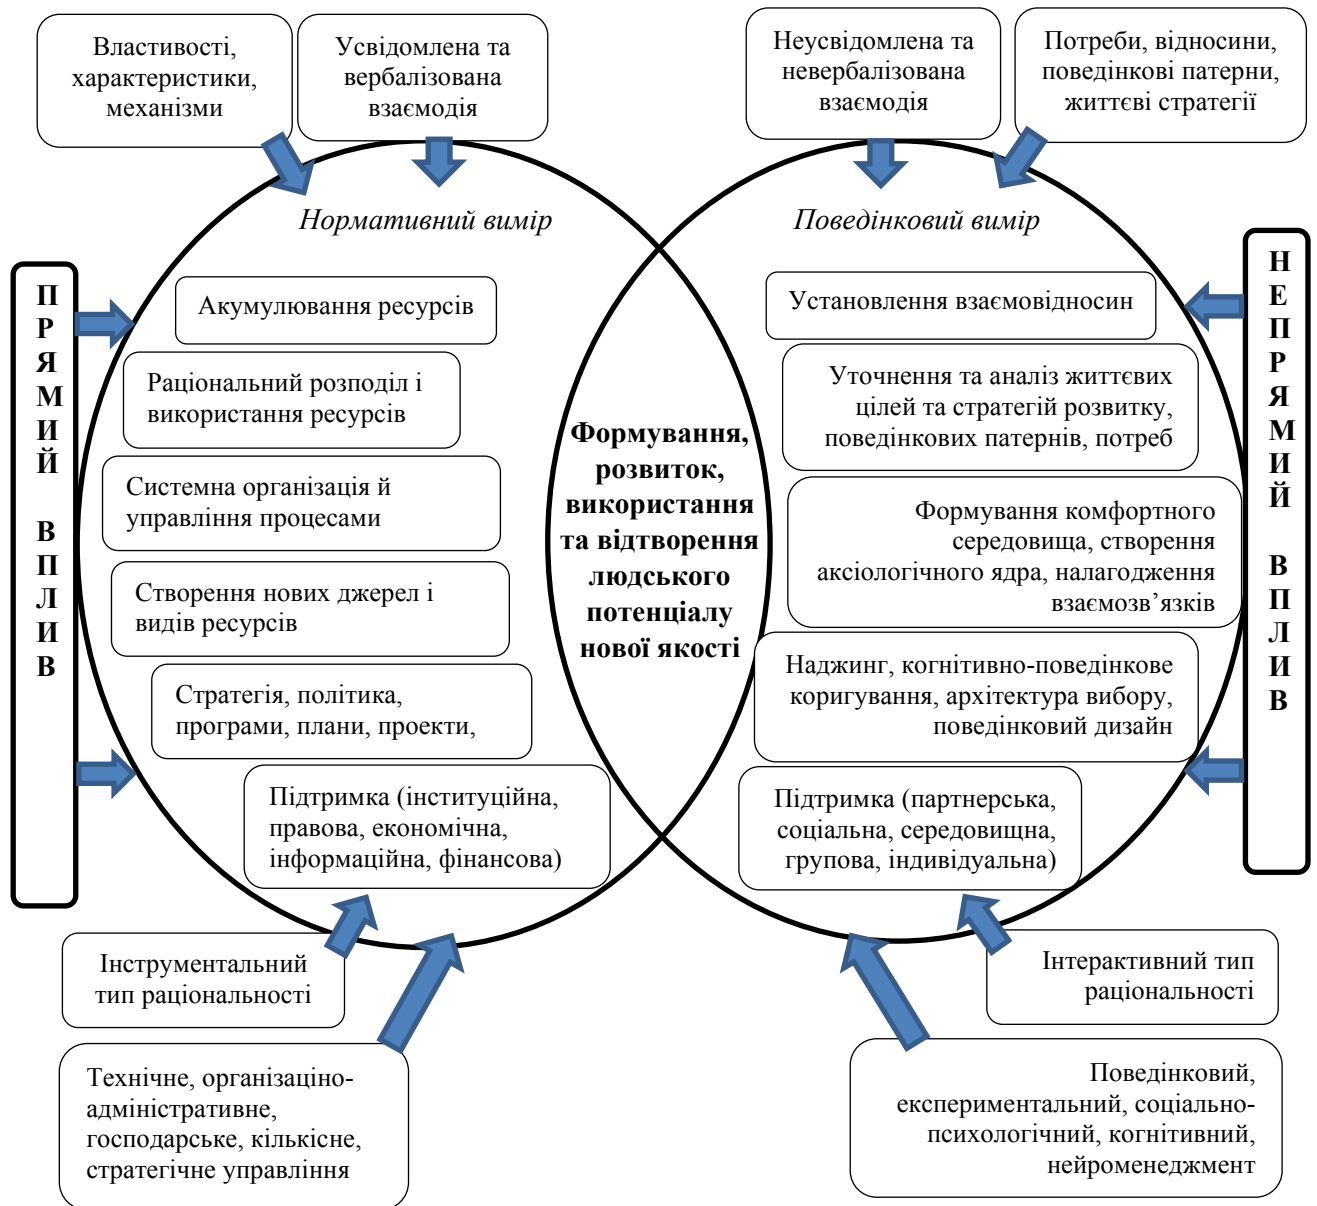 Властивості,
характеристики,
механізми
Усвідомлена та
вербалізована
взаємодія
Неусвідомлена та
невербалізована
взаємодія
Потреби, відносини,
поведінкові патерни,
життєві стратегії
Нормативний вимір
Поведінковий вимір
ПРЯМИЙ ВПЛИВ
Акумулювання ресурсів
Раціональний розподіл і
використання ресурсів
Системна організація й
управління процесами
Створення нових джерел і
видів ресурсів
Стратегія, політика,
програми, плани, проекти,
Підтримка (інституційна,
правова, економічна,
інформаційна, фінансова)
Формування,
розвиток,
використання
та відтворення
людського
потенціалу
нової якості
Установлення взаємовідносин
Уточнення та аналіз життєвих
цілей та стратегій розвитку,
поведінкових патернів, потреб
Формування комфортного
середовища, створення
аксіологічного ядра, налагодження
взаємозв’язків
Наджинг, когнітивно-поведінкове
коригування, архітектура вибору,
поведінковий дизайн
Підтримка (партнерська,
соціальна, середовищна,
групова, індивідуальна)
НЕПРЯМИЙ ВПЛИВ
Інструментальний
тип раціональності
Інтерактивний тип
раціональності
Технічне, організаціно-
адміністративне,
господарське, кількісне,
стратегічне управління
Поведінковий,
експериментальний, соціально-
психологічний, когнітивний,
нейроменеджмент